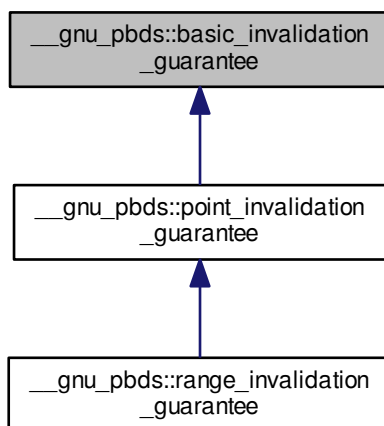 __gnu_pbds::basic_invalidation
_guarantee
__gnu_pbds::point_invalidation
_guarantee
__gnu_pbds::range_invalidation
_guarantee